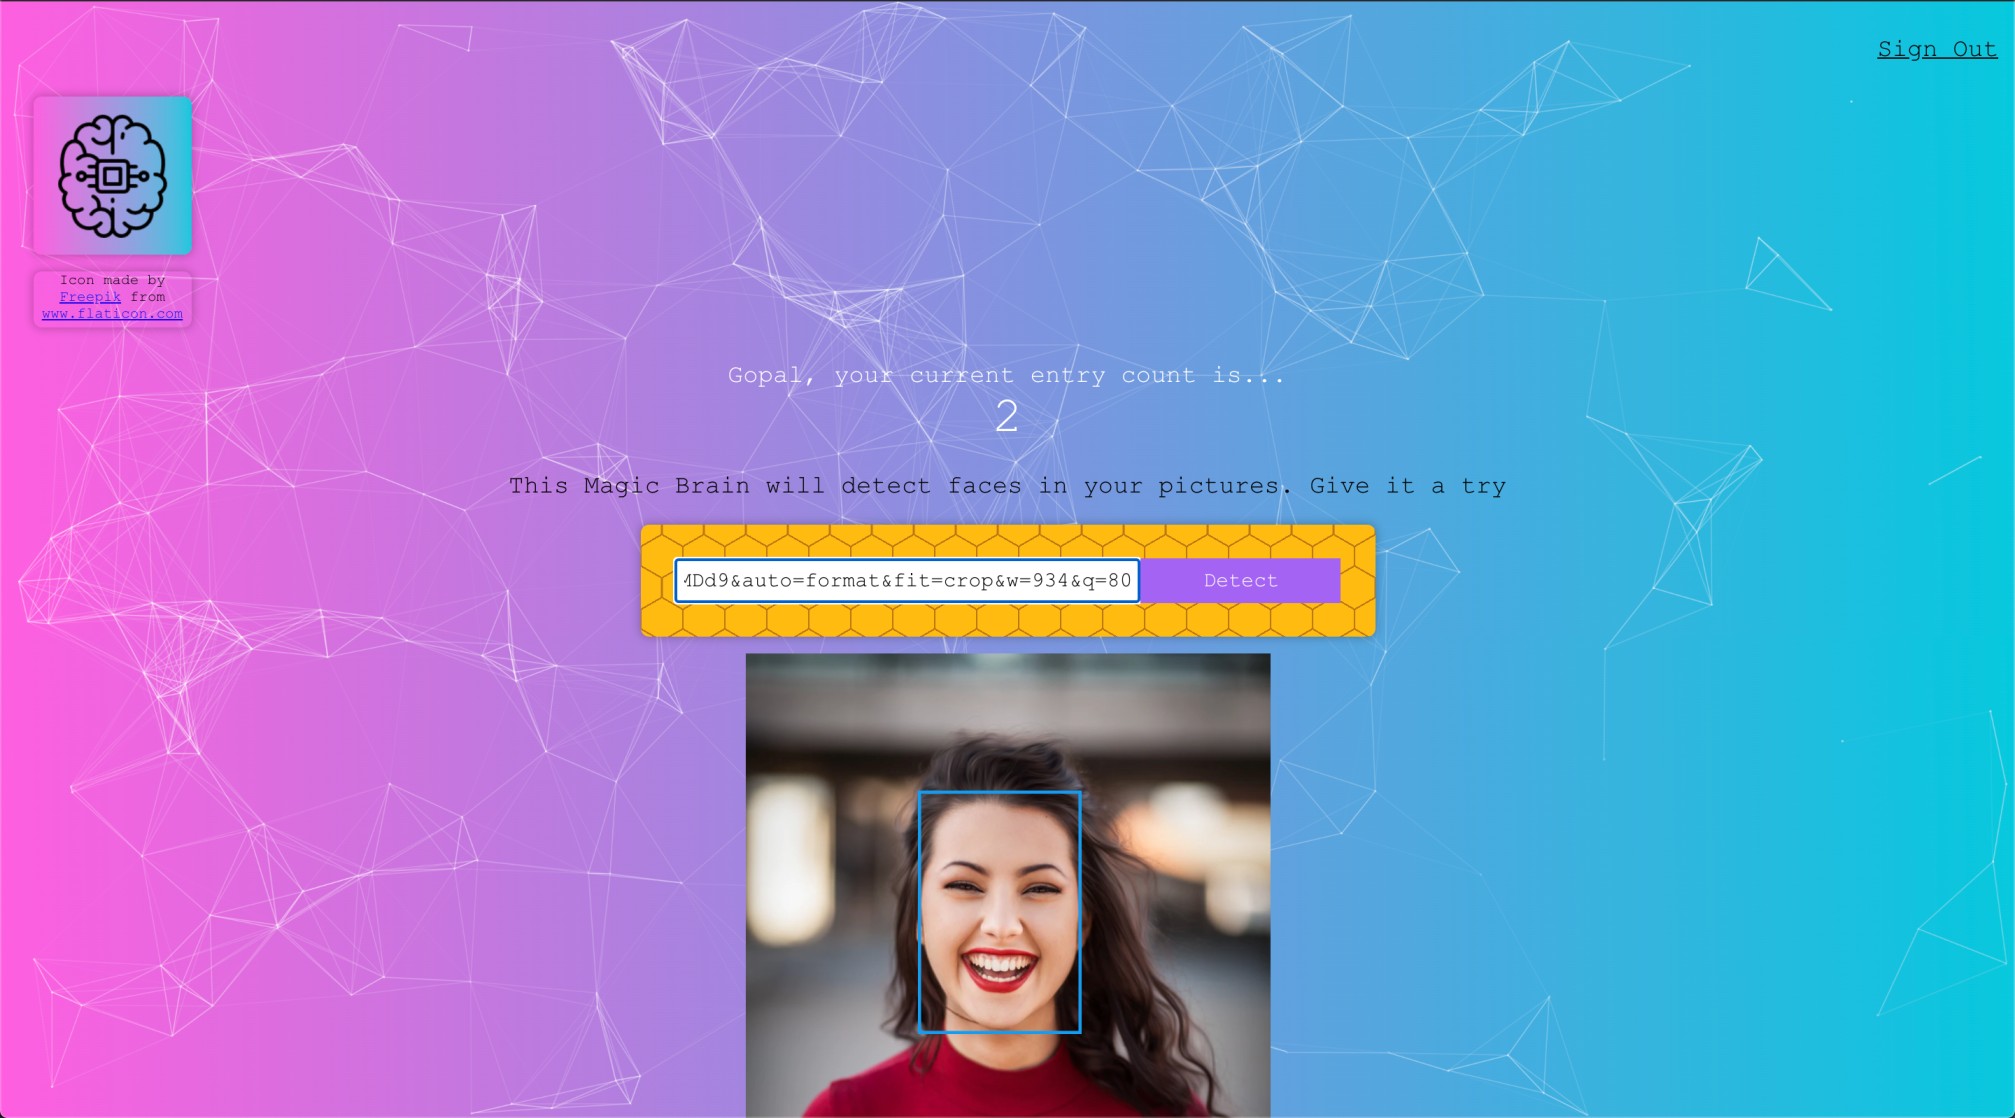 Sign Out
Icon made by
Freepik from
www.flaticon.com
Gopal, your current entry count is...
2
This Magic Brain will detect faces in your pictures. Give it a try
MDd9&auto=format&fit=crop&w=934&q=80
Detect